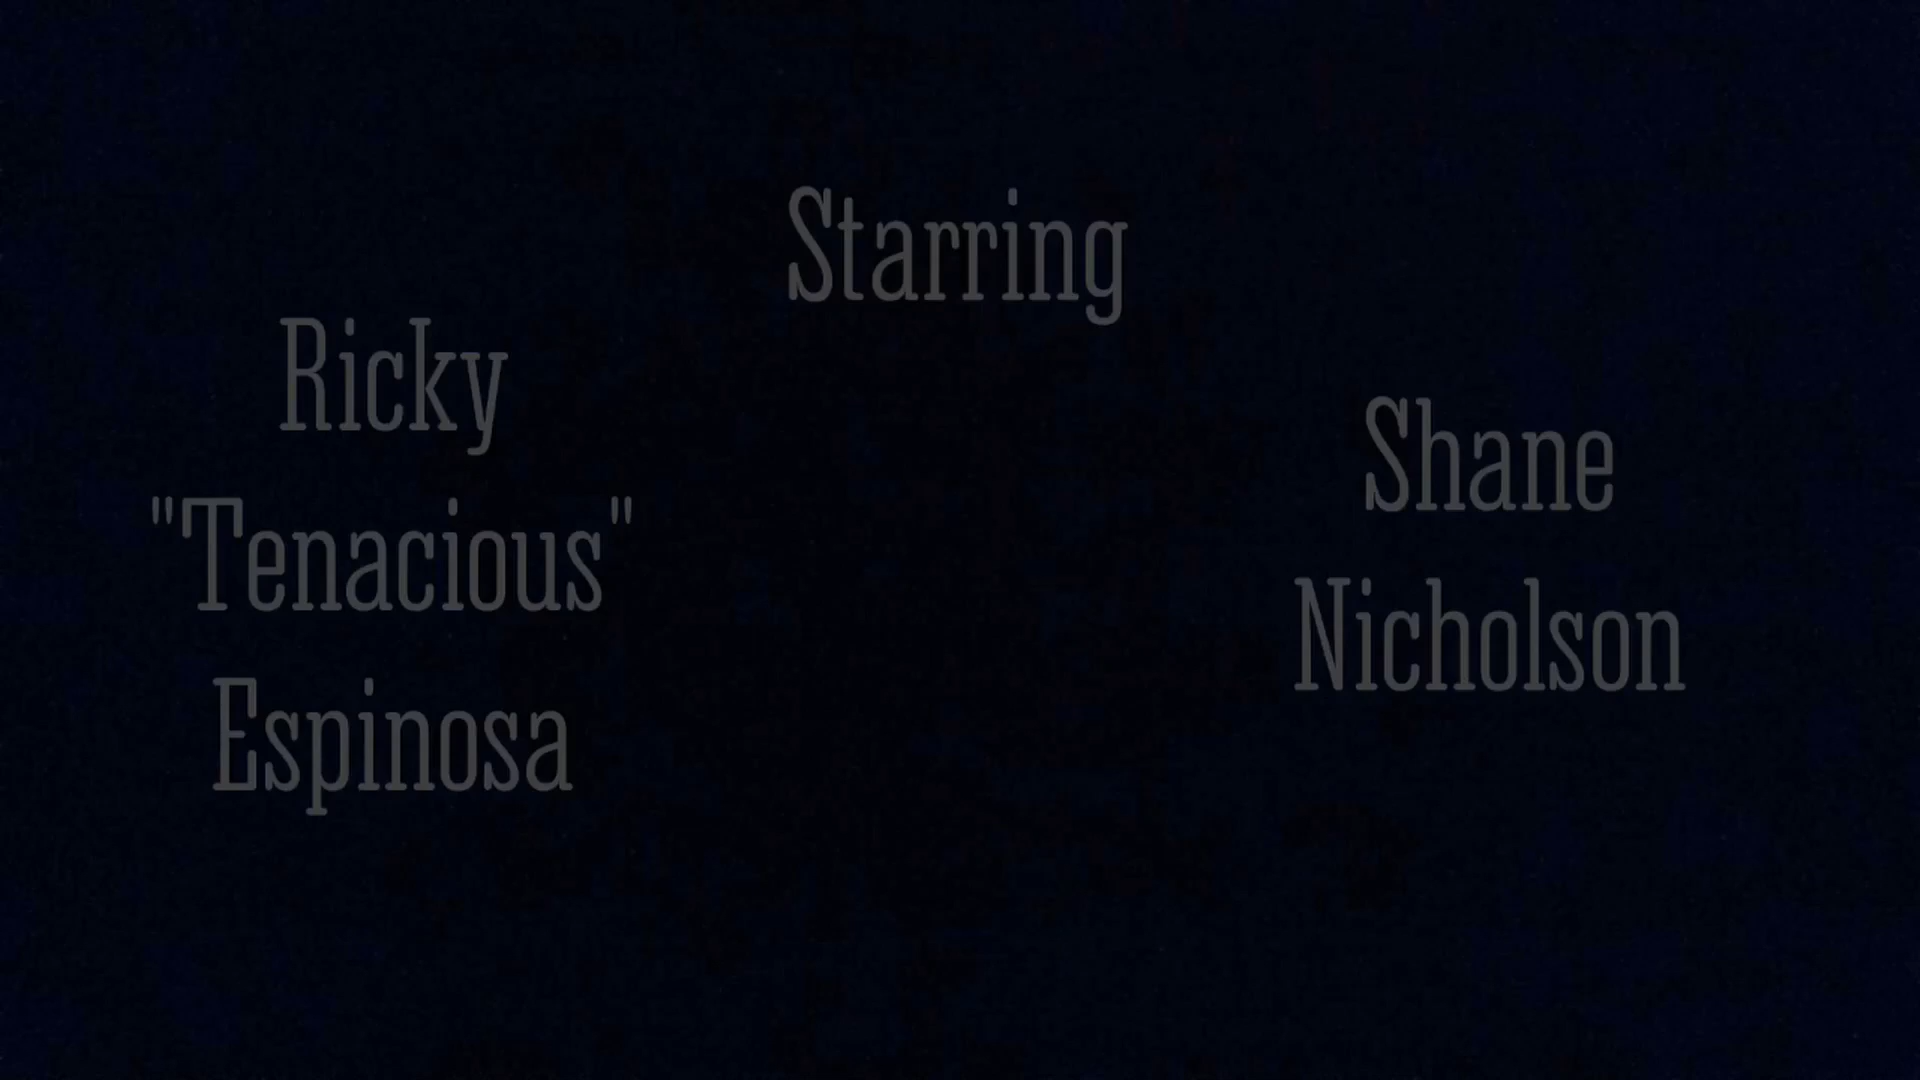 Starring
Ricky
"Tenacious"
Espinosa
Shane
Nicholson